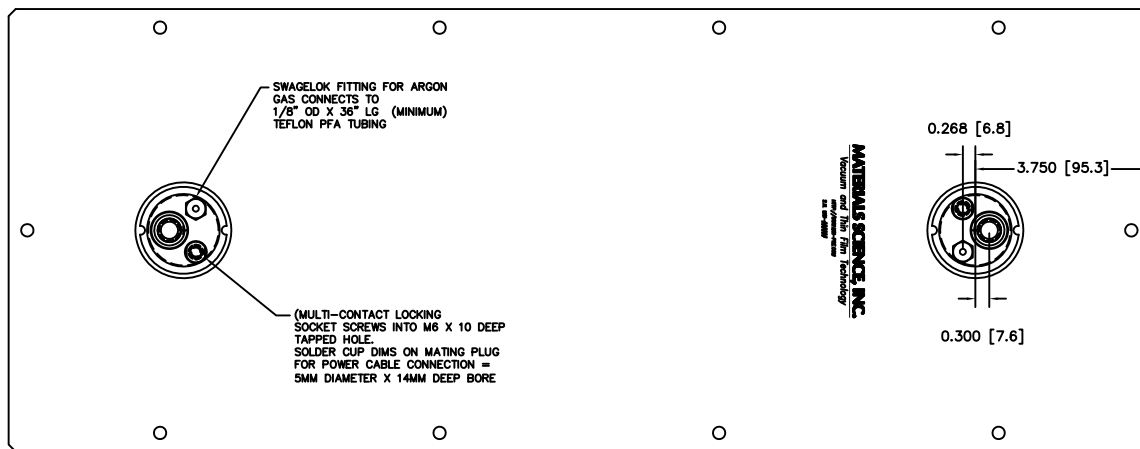 SWAGELOK FITTING FOR ARGON
GAS CONNECTS TO
1/8" OD X 36" LG (MINIMUM)
TEFLON PFA TUBING
(MULTI-CONTACT LOCKING
SOCKET SCREWS INTO M6 X 10 DEEP
TAPPED HOLE.
SOLDER CUP DIMS ON MATING PLUG
FOR POWER CABLE CONNECTION =
5MM DIAMETER X 14MM DEEP BORE
MATERIALS SCIENCE, INC.
Vacuum and Thin Film Technology
0.268 [6.8]
3.750 [95.3]
0.300 [7.6]